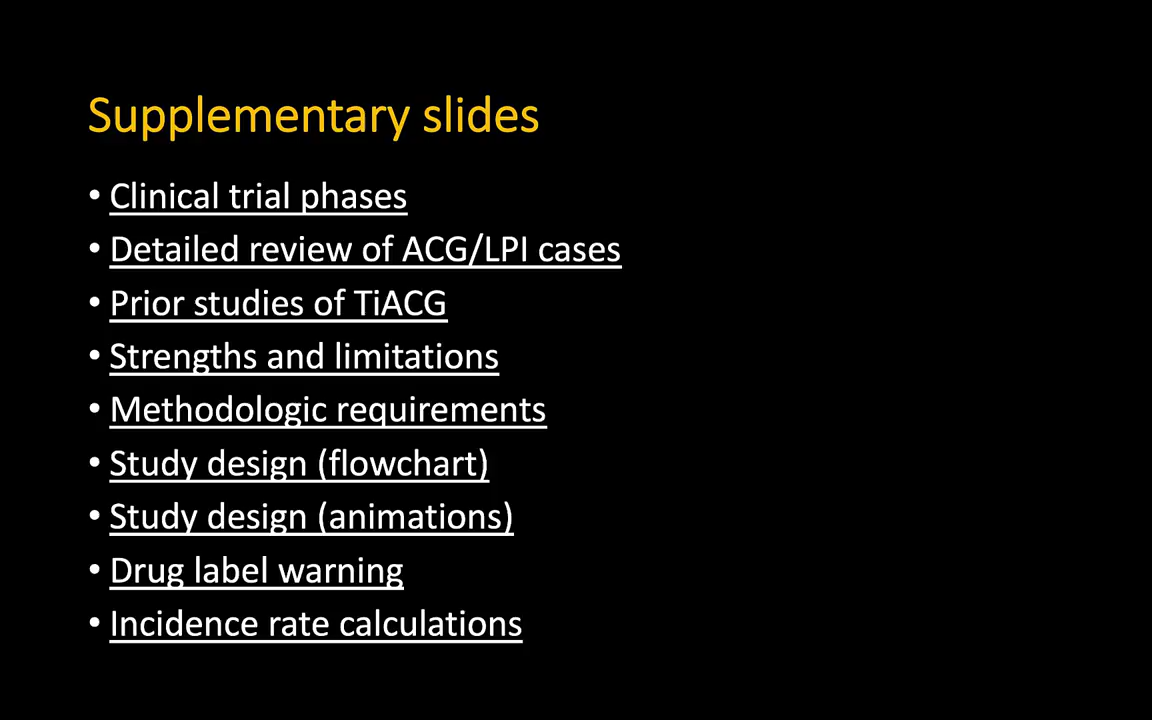 Supplementary slides
• Clinical trial phases
• Detailed review of ACG/LPI cases
• Prior studies of TiACG
• Strengths and limitations
• Methodologic requirements
• Study design (flowchart)
• Study design (animations)
• Drug label warning
• Incidence rate calculations